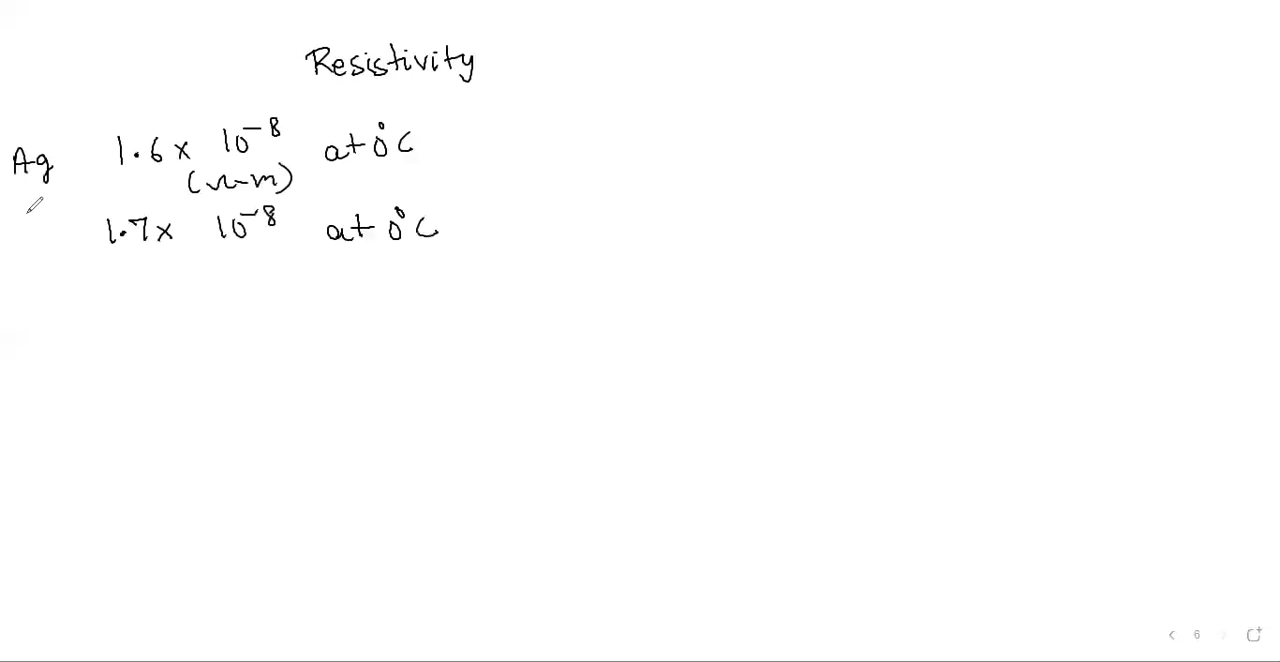 Resistivity
Ag 1.6 x 10⁻⁸ at 0°C
(Ω-m)
1.7 x 10⁻⁸ at 0°C
6